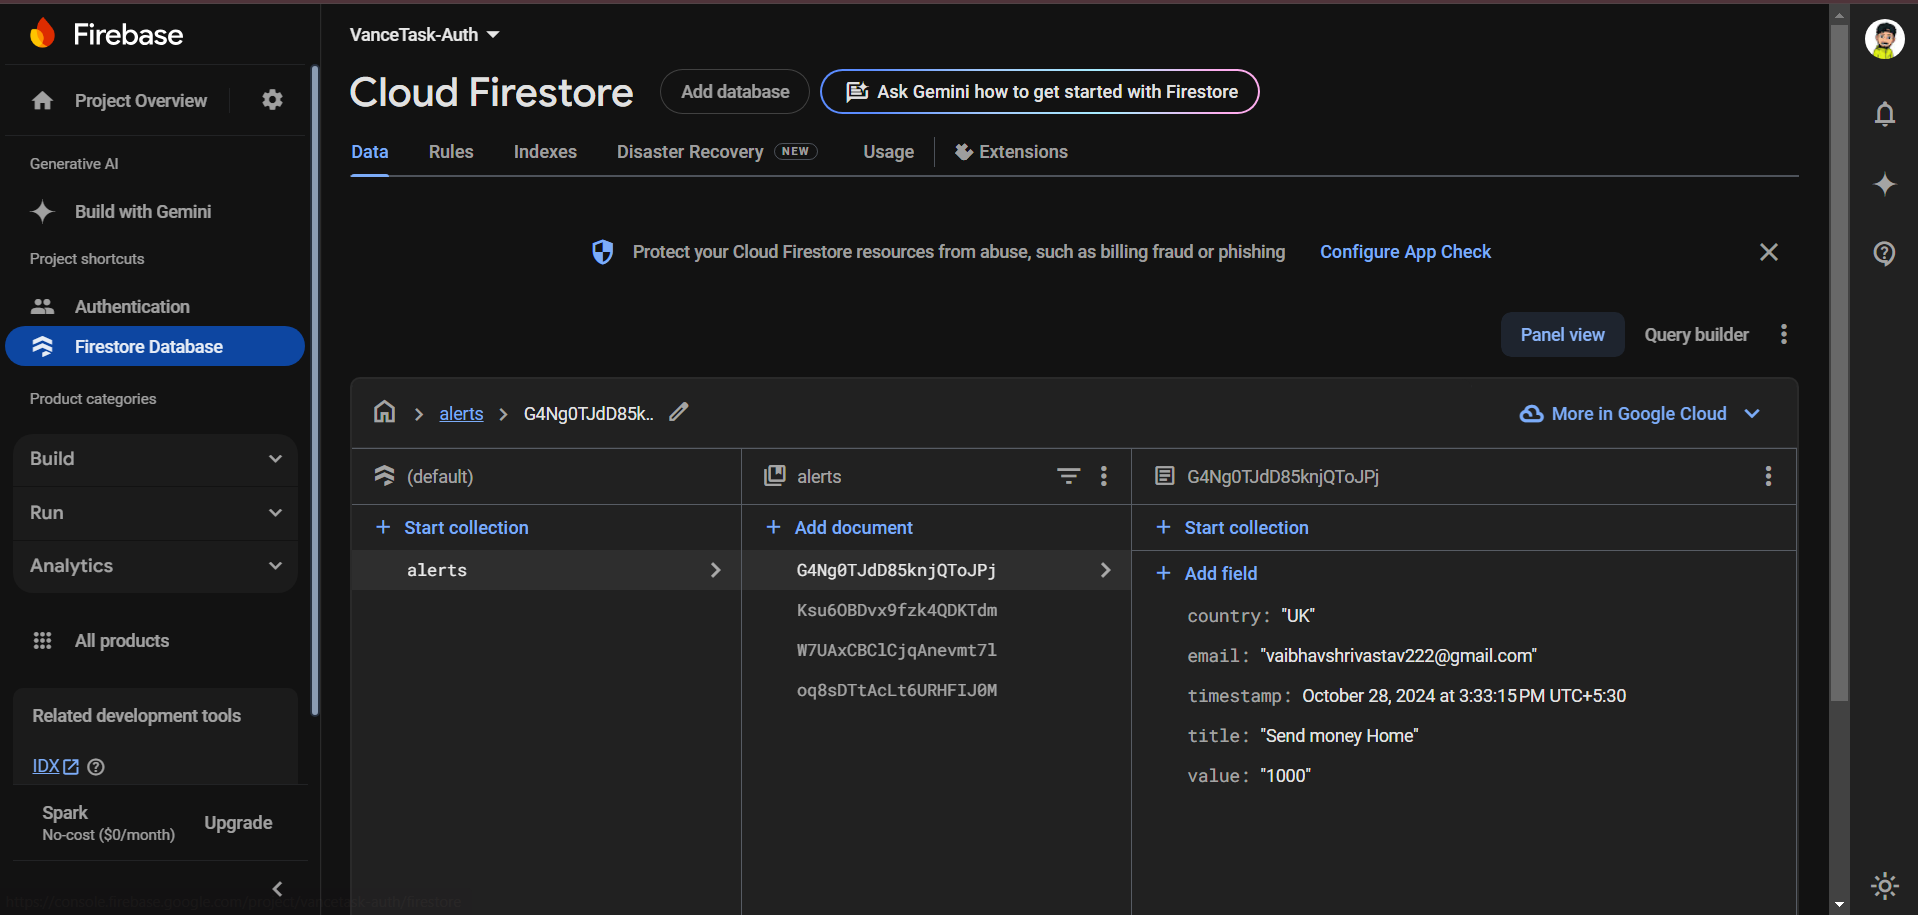 Firebase
Project Overview
Generative AI
Build with Gemini
Project shortcuts
Authentication
Firestore Database
Product categories
Build
Run
Analytics
All products
Related development tools
IDX
Spark
No-cost ($0/month)
Upgrade
https://console.firebase.google.com/project/vancetask-auth/firestore
VanceTask-Auth
Cloud Firestore
Add database
Ask Gemini how to get started with Firestore
Data Rules Indexes Disaster Recovery NEW Usage Extensions
Protect your Cloud Firestore resources from abuse, such as billing fraud or phishing Configure App Check
Panel view Query builder
alerts G4Ng0TJdD85k..
More in Google Cloud
(default)
Start collection
alerts
alerts
Add document
G4Ng0TJdD85knjQToJPj
Ksu6OBDvx9fzk4QDKTdm
W7UAxCBClCjqAnevmt7l
oq8sDTtAcLt6URHFIJ0M
G4Ng0TJdD85knjQToJPj
Start collection
Add field
country: "UK"
email: "vaibhavshrivastav222@gmail.com"
timestamp: October 28, 2024 at 3:33:15 PM UTC+5:30
title: "Send money Home"
value: "1000"